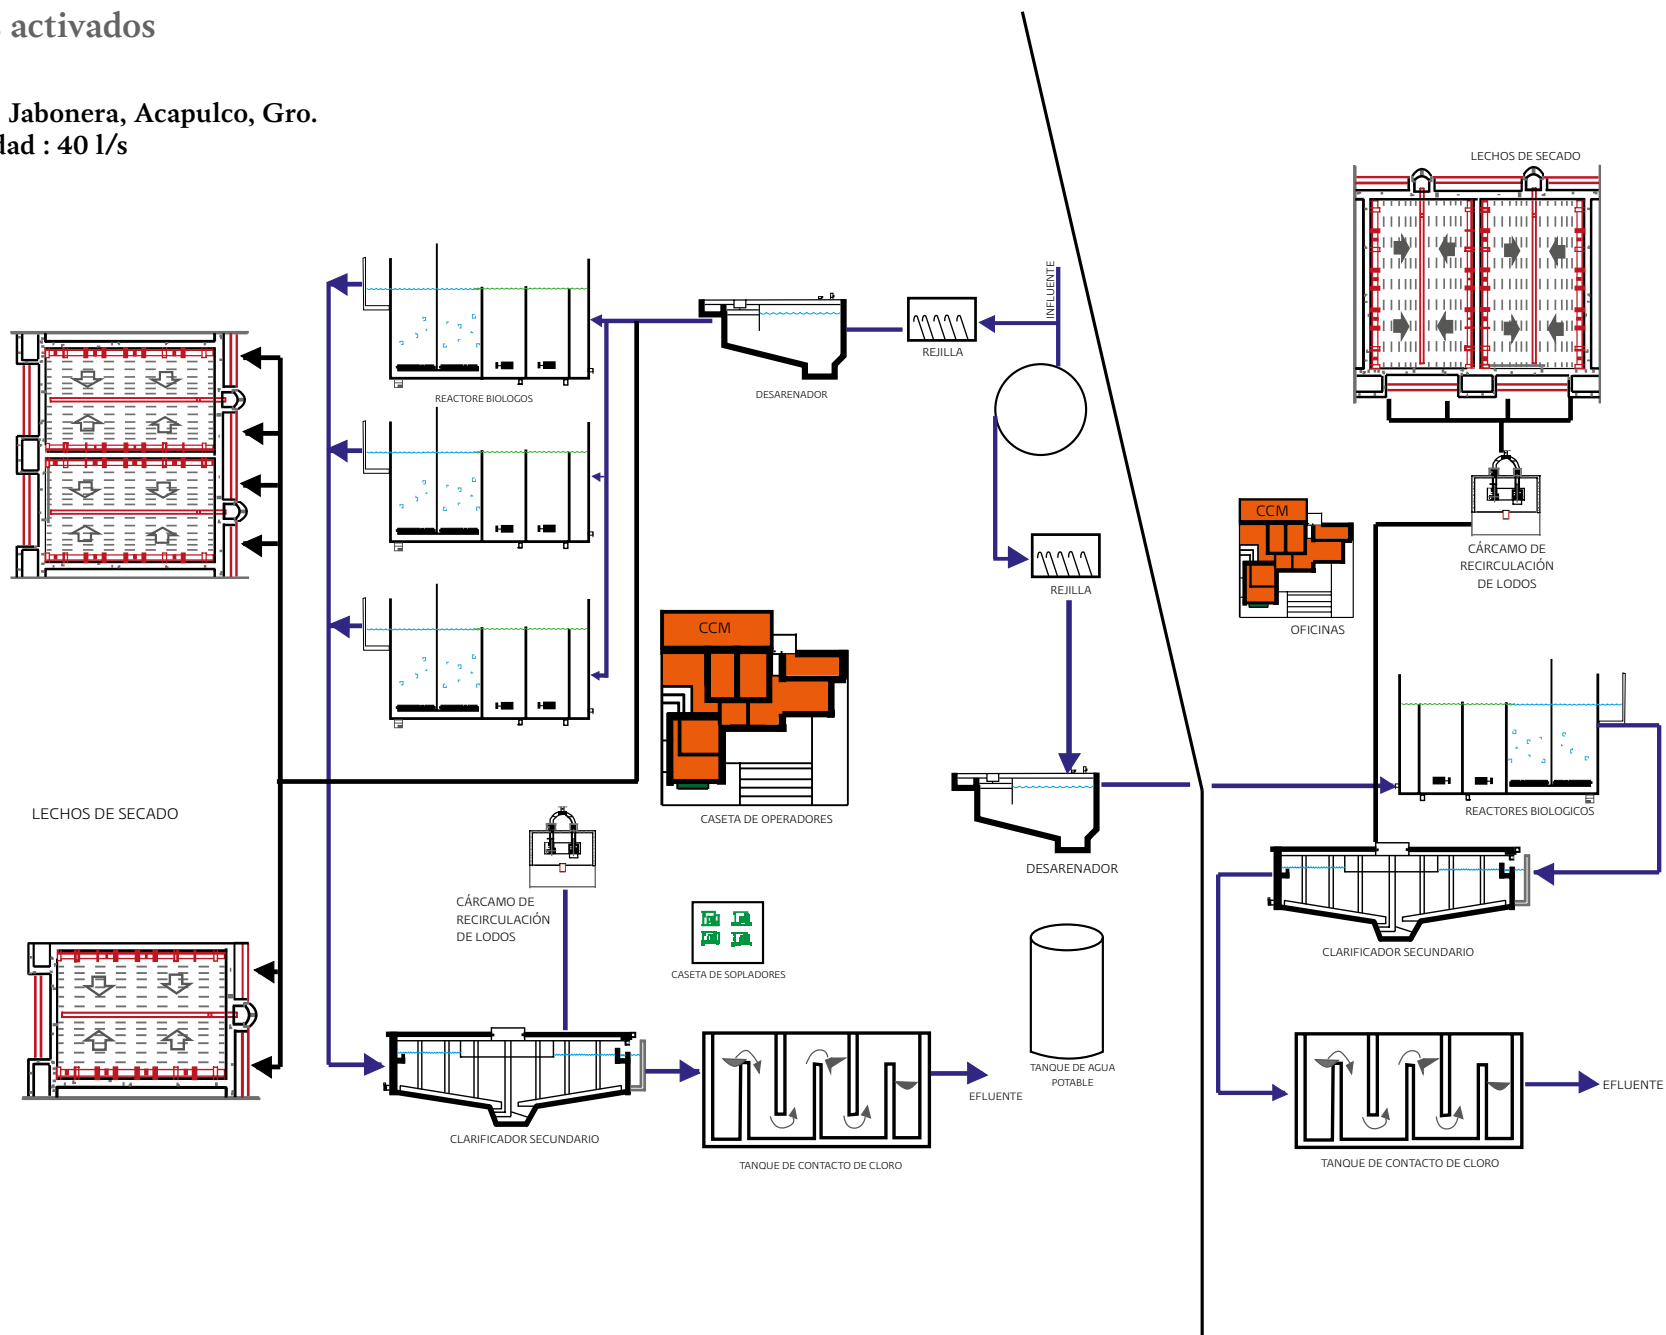 activados
Jabonera, Acapulco, Gro.
dad : 40 l/s
LECHOS DE SECADO
INFLUENTE
REJILLA
DESARENADOR
REACTORE BIOLOGOS
CCM
OFICINAS
CÁRCAMO DE
RECIRCULACIÓN
DE LODOS
REJILLA
CCM
CASETA DE OPERADORES
LECHOS DE SECADO
REACTORES BIOLOGICOS
DESARENADOR
CÁRCAMO DE
RECIRCULACIÓN
DE LODOS
CASETA DE SOPLADORES
CLARIFICADOR SECUNDARIO
TANQUE DE AGUA
POTABLE
EFLUENTE
EFLUENTE
CLARIFICADOR SECUNDARIO
TANQUE DE CONTACTO DE CLORO
TANQUE DE CONTACTO DE CLORO